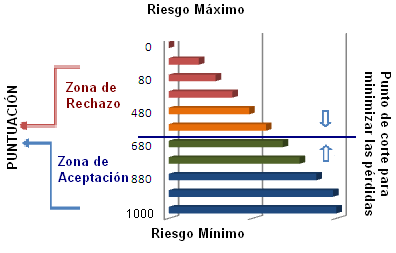 Riesgo Máximo
PUNTUACIÓN
Zona de
Rechazo
Zona de
Aceptación
0
80
480
680
880
1000
Punto de corte para
minimizar las pérdidas
Riesgo Mínimo